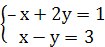 -x + 2y = 1
x - y = 3